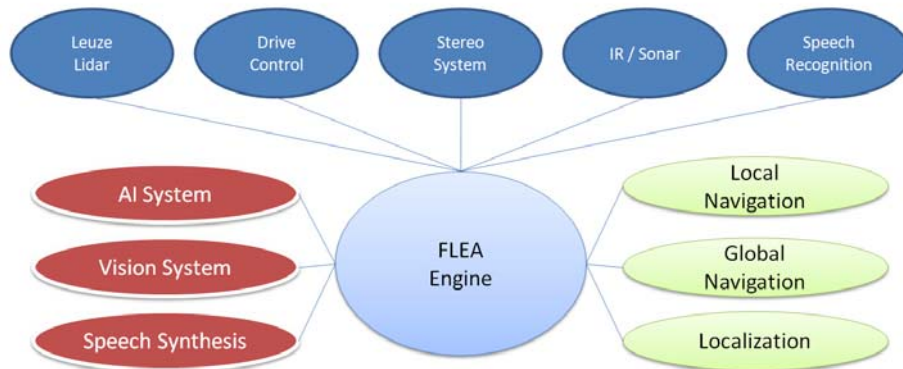 Leuze
Lidar
Drive
Control
Stereo
System
IR / Sonar
Speech
Recognition
AI System
Vision System
Speech Synthesis
FLEA
Engine
Local
Navigation
Global
Navigation
Localization